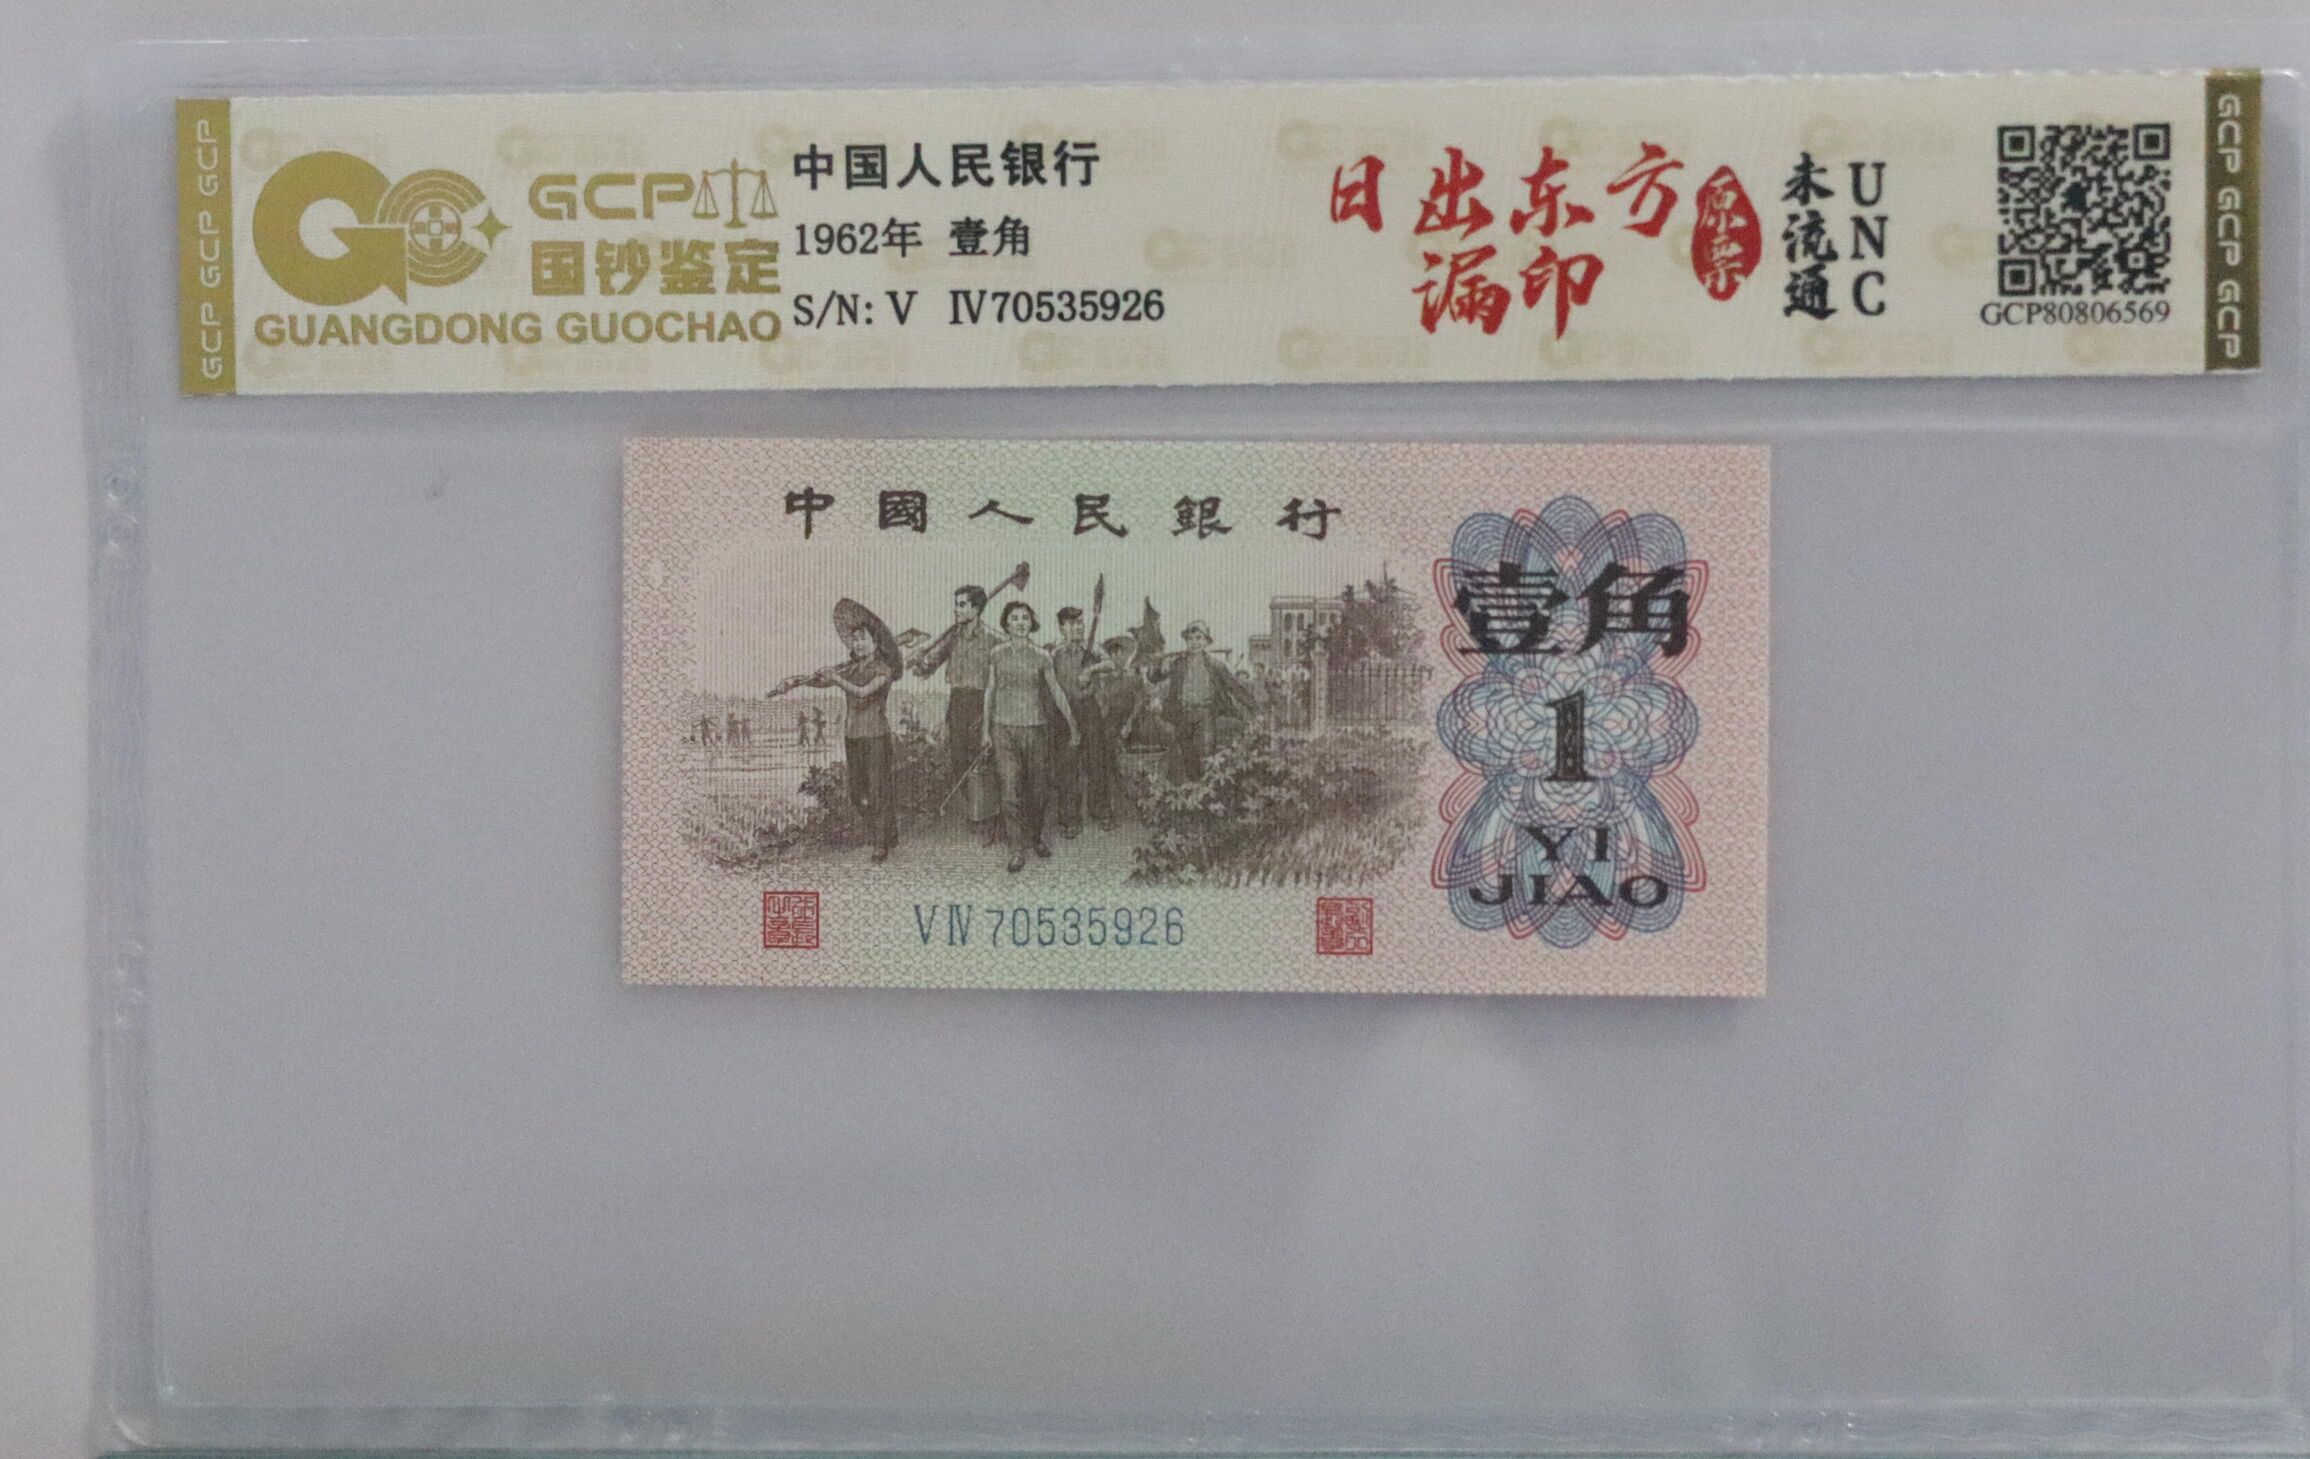 GCP GCP GCP
GCP
国钞鉴定
GUANGDONG GUOCHAO
中国人民银行
1962年 壹角
S/N: V Ⅳ70535926
日出东方
漏印
原票
未流通
UNC
GCP80806569
GCP GCP GCP
中國人民銀行
壹角
1
YI
JIAO
VⅣ70535926